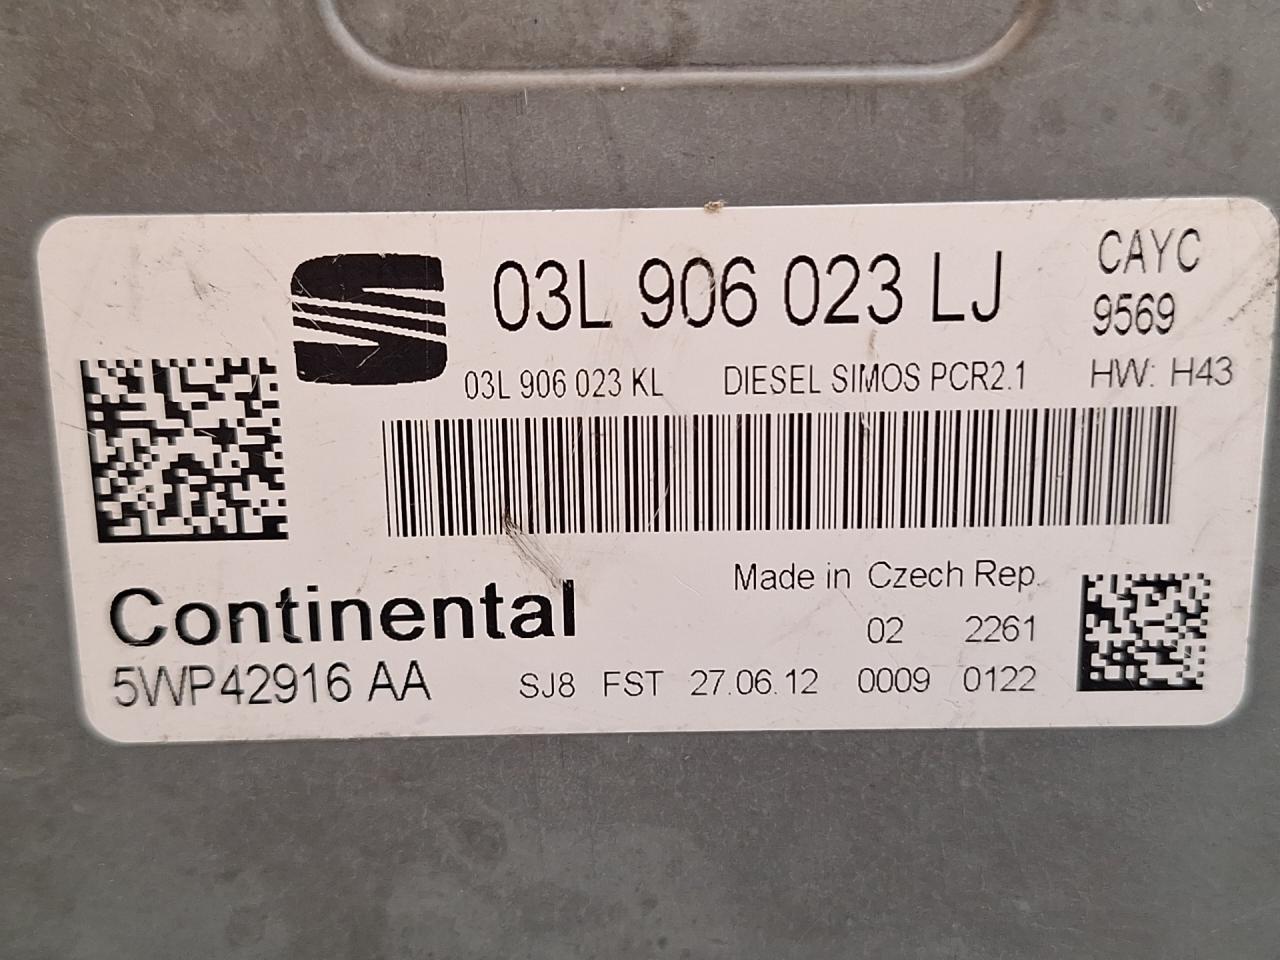 03L 906 023 LJ
CAYC
9569
03L 906 023 KL DIESEL SIMOS PCR2.1 HW: H43
Made in Czech Rep.
Continental
02 2261
5WP42916 AA SJ8 FST 27.06.12 0009 0122